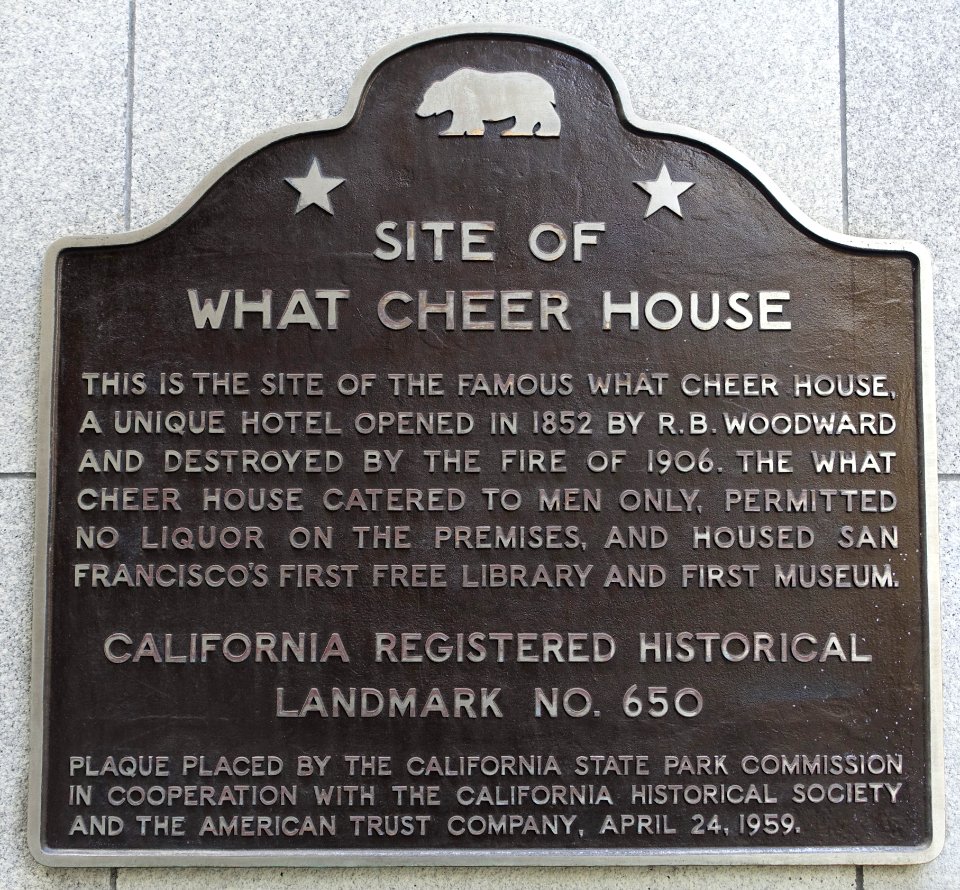 SITE OF
WHAT CHEER HOUSE
THIS IS THE SITE OF THE FAMOUS WHAT CHEER HOUSE,
A UNIQUE HOTEL OPENED IN 1852 BY R.B. WOODWARD
AND DESTROYED BY THE FIRE OF 1906. THE WHAT
CHEER HOUSE CATERED TO MEN ONLY, PERMITTED
NO LIQUOR ON THE PREMISES, AND HOUSED SAN
FRANCISCO'S FIRST FREE LIBRARY AND FIRST MUSEUM.
CALIFORNIA REGISTERED HISTORICAL
LANDMARK NO. 650
PLAQUE PLACED BY THE CALIFORNIA STATE PARK COMMISSION
IN COOPERATION WITH THE CALIFORNIA HISTORICAL SOCIETY
AND THE AMERICAN TRUST COMPANY, APRIL 24, 1959.